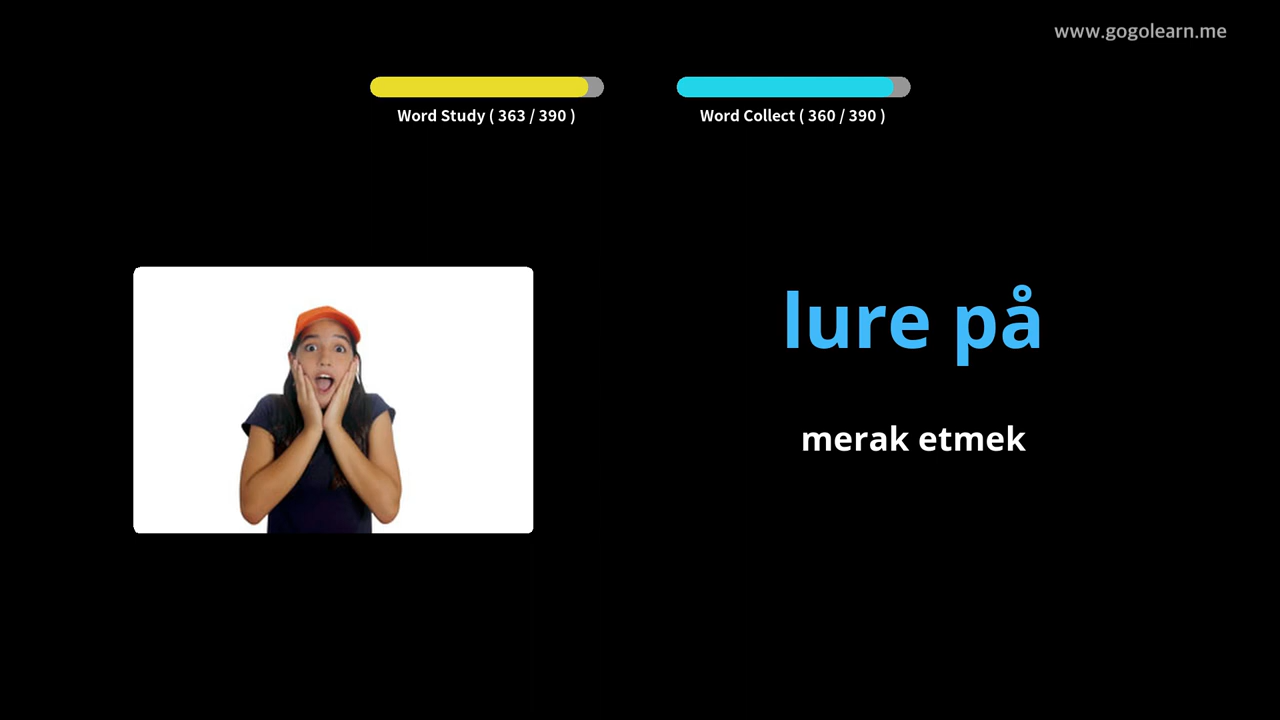 www.gogolearn.me
Word Study ( 363 / 390 )
Word Collect ( 360 / 390 )
lure på
merak etmek